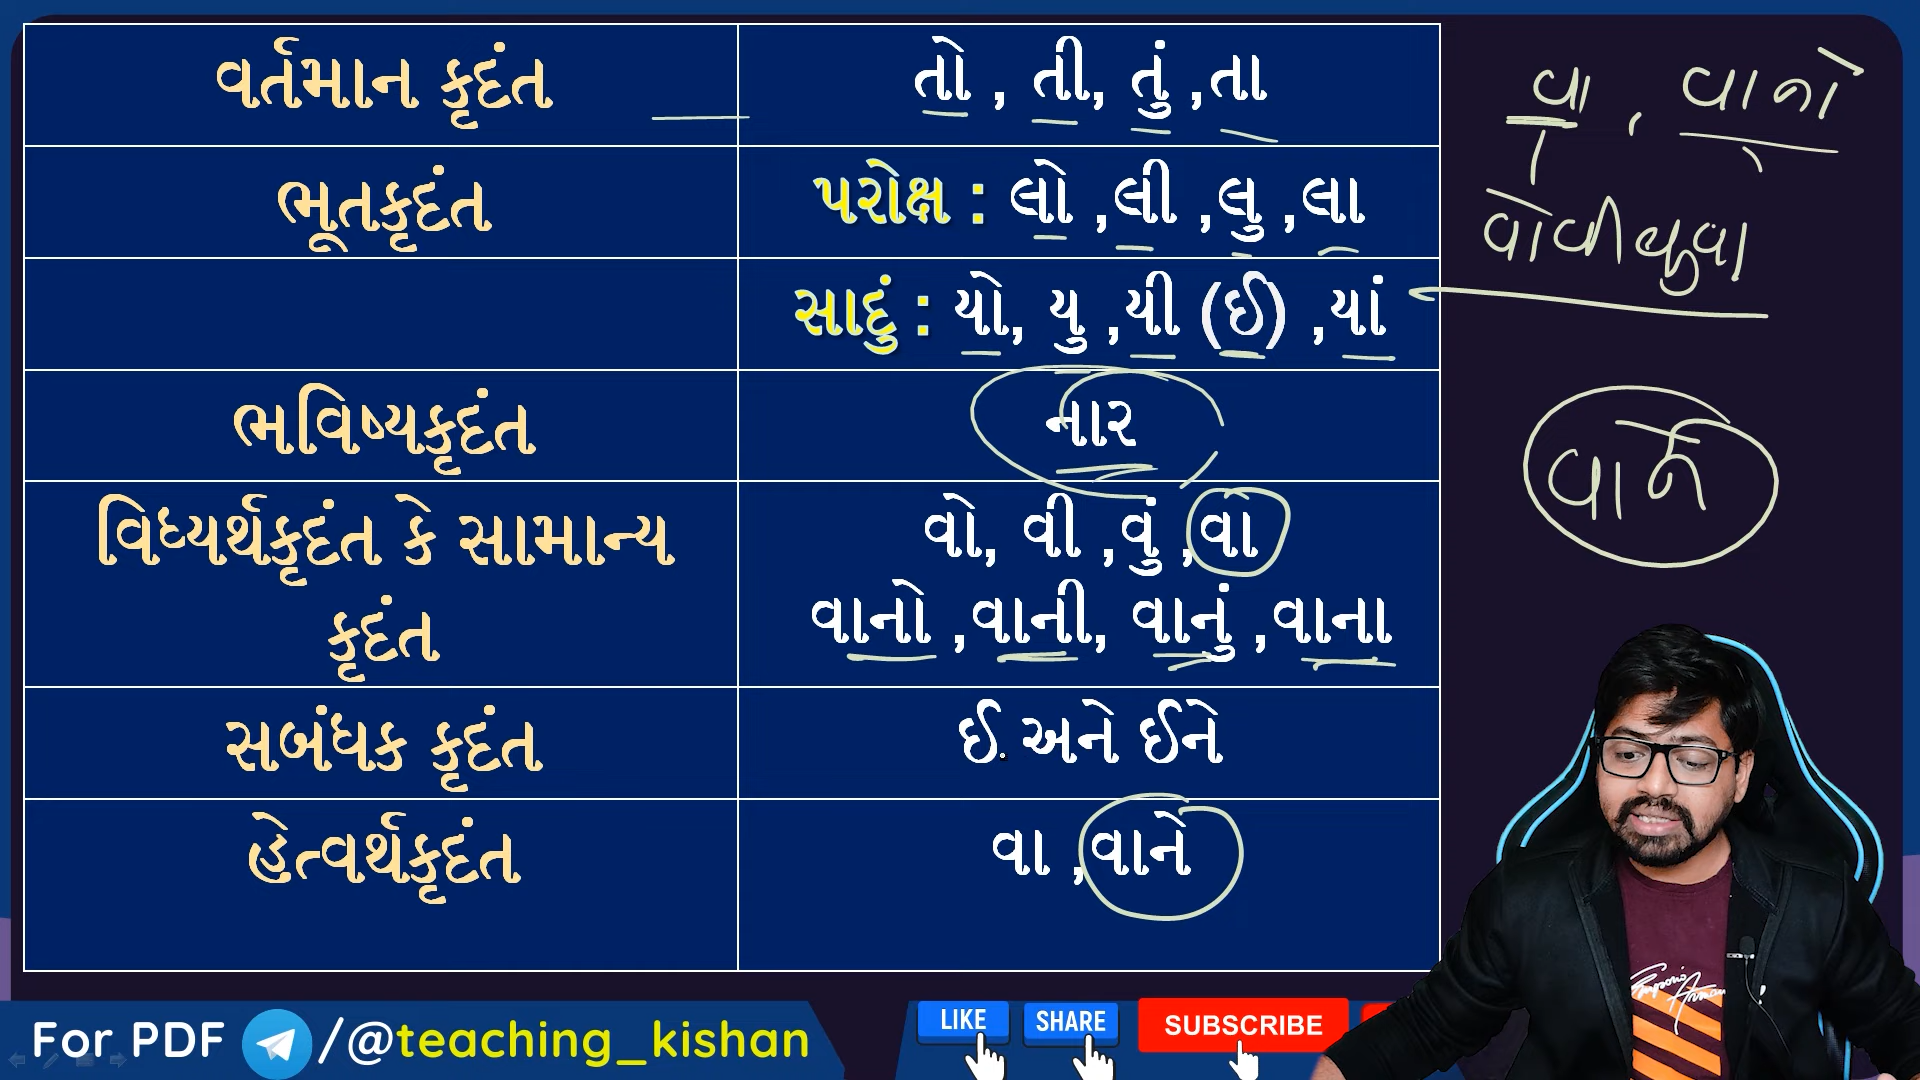 વર્તમાન કૃદંત
તો , તી, તું ,તા
ભૂતકૃદંત
પરોક્ષ : લો ,લી ,લુ ,લા
સાદું : યો, યુ ,યી (ઈ) ,યાં
ભવિષ્યકૃદંત
નાર
વિધ્યર્થકૃદંત કે સામાન્ય
કૃદંત
વો, વી ,વું ,વા
વાનો ,વાની, વાનું ,વાના
સબંધક કૃદંત
ઈ અને ઈને
હેત્વર્થકૃદંત
વા ,વાને
વા , વાનો
વાને
For PDF /@teaching_kishan
LIKE SHARE SUBSCRIBE